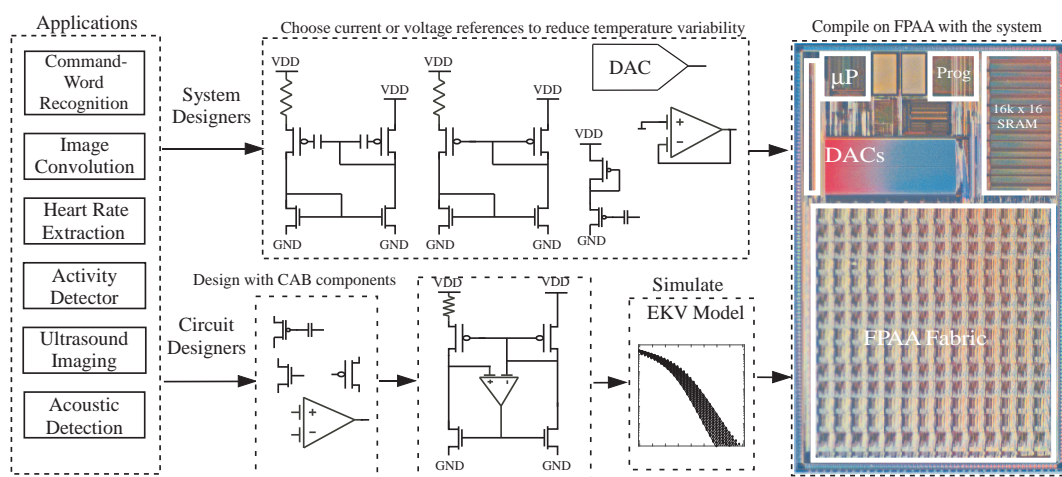 Applications
Command-
Word
Recognition
Image
Convolution
Heart Rate
Extraction
Activity
Detector
Ultrasound
Imaging
Acoustic
Detection
System
Designers
Circuit
Designers
Choose current or voltage references to reduce temperature variability
VDD
VDD
GND
GND
VDD
VDD
GND
GND
DAC
VDD
GND
+
−
Design with CAB components
+
−
VDD
VDD
+
-
GND
GND
Simulate
EKV Model
Compile on FPAA with the system
μP
Prog
16k x 16
SRAM
DACs
FPAA Fabric